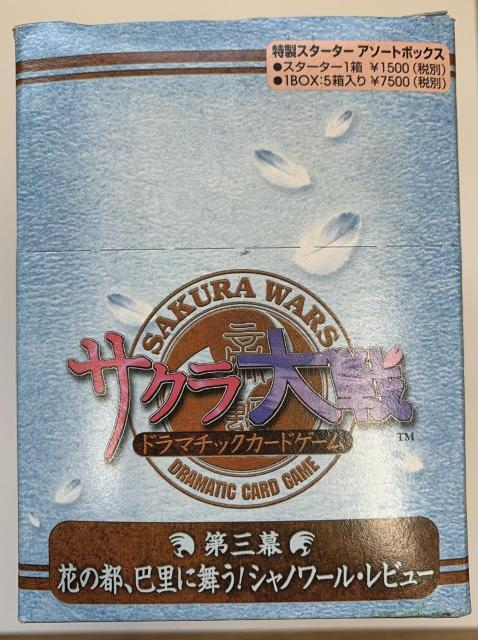 特製スターター アソートボックス
●スターター1箱 ¥1500(税別)
●1BOX:5箱入り ¥7500(税別)
SAKURA WARS
サクラ大戦
ドラマチックカードゲーム
TM
DRAMATIC CARD GAME
第三幕
花の都、巴里に舞う!シャノワール・レビュー